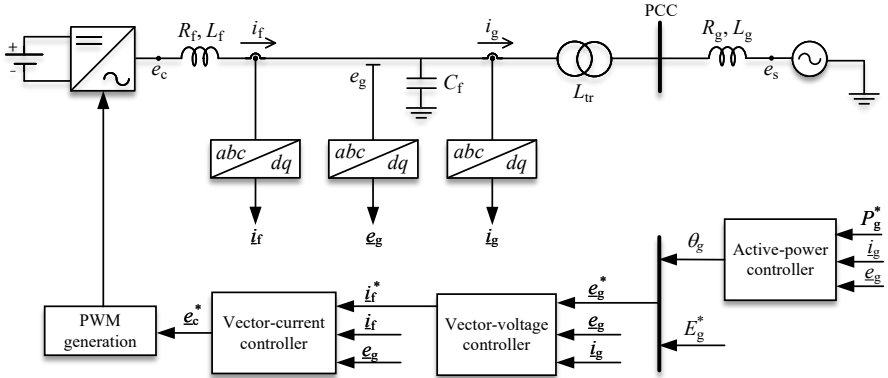 PCC
R_f, L_f
i_f
i_g
R_g, L_g
+
-
e_c
e_g
C_f
L_tr
e_s
abc
dq
abc
dq
abc
dq
i_f
e_g
i_g
P_g^*
θ_g
Active-power
controller
i_g
e_g
e_g^*
i_f^*
e_c^*
PWM
generation
Vector-current
controller
i_f
e_g
Vector-voltage
controller
e_g
i_g
E_g^*